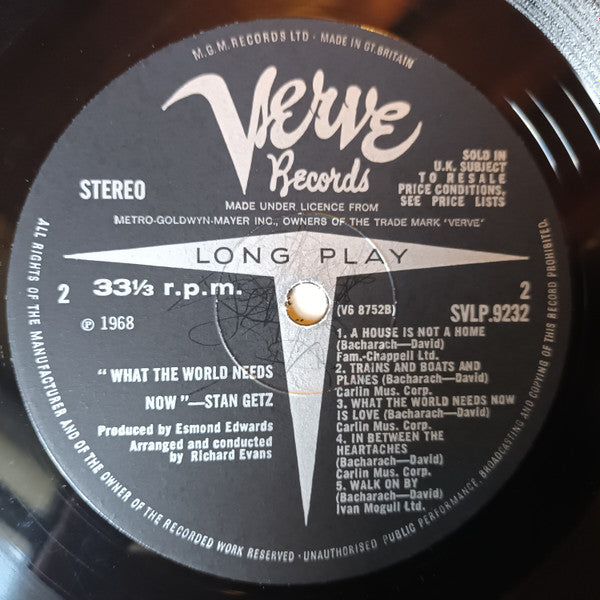 M.G.M. RECORDS LTD · MADE IN GT. BRITAIN
Verve
Records
STEREO
SOLD IN
U.K. SUBJECT
TO RESALE
PRICE CONDITIONS,
SEE PRICE LISTS
MADE UNDER LICENCE FROM
METRO-GOLDWYN-MAYER INC., OWNERS OF THE TRADE MARK "VERVE"
LONG PLAY
2
33⅓ r.p.m.
2
(V6 8752B)
SVLP.9232
℗ 1968
"WHAT THE WORLD NEEDS
NOW"—STAN GETZ
Produced by Esmond Edwards
Arranged and conducted
by Richard Evans
1. A HOUSE IS NOT A HOME
(Bacharach—David)
Fam.-Chappell Ltd.
2. TRAINS AND BOATS AND
PLANES (Bacharach—David)
Carlin Mus. Corp.
3. WHAT THE WORLD NEEDS NOW
IS LOVE (Bacharach—David)
Carlin Mus. Corp.
4. IN BETWEEN THE
HEARTACHES
(Bacharach—David)
Carlin Mus. Corp.
5. WALK ON BY
(Bacharach—David)
Ivan Mogull Ltd.
ALL RIGHTS OF THE MANUFACTURER AND OF THE OWNER OF THE RECORDED WORK RESERVED · UNAUTHORISED PUBLIC PERFORMANCE, BROADCASTING AND COPYING OF THIS RECORD PROHIBITED.